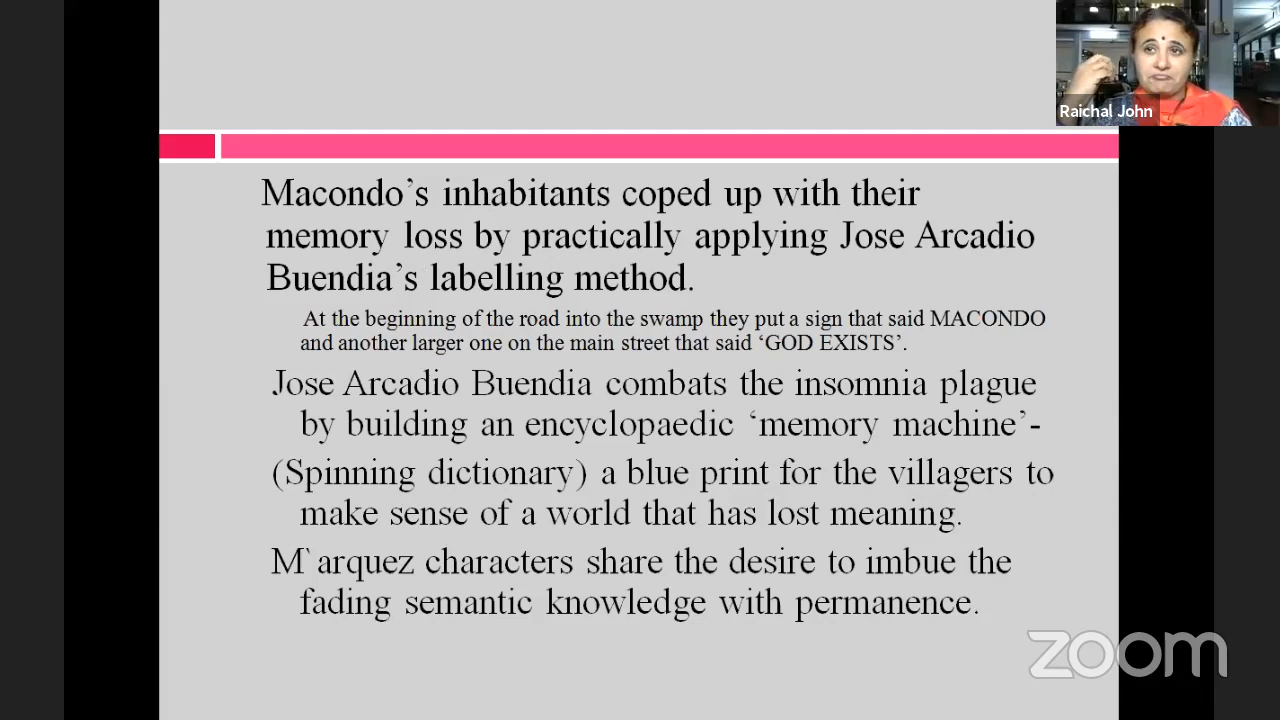 Raichal John
Macondo’s inhabitants coped up with their
memory loss by practically applying Jose Arcadio
Buendia’s labelling method.
At the beginning of the road into the swamp they put a sign that said MACONDO
and another larger one on the main street that said ‘GOD EXISTS’.
Jose Arcadio Buendia combats the insomnia plague
by building an encyclopaedic ‘memory machine’-
(Spinning dictionary) a blue print for the villagers to
make sense of a world that has lost meaning.
M`arquez characters share the desire to imbue the
fading semantic knowledge with permanence.
zoom